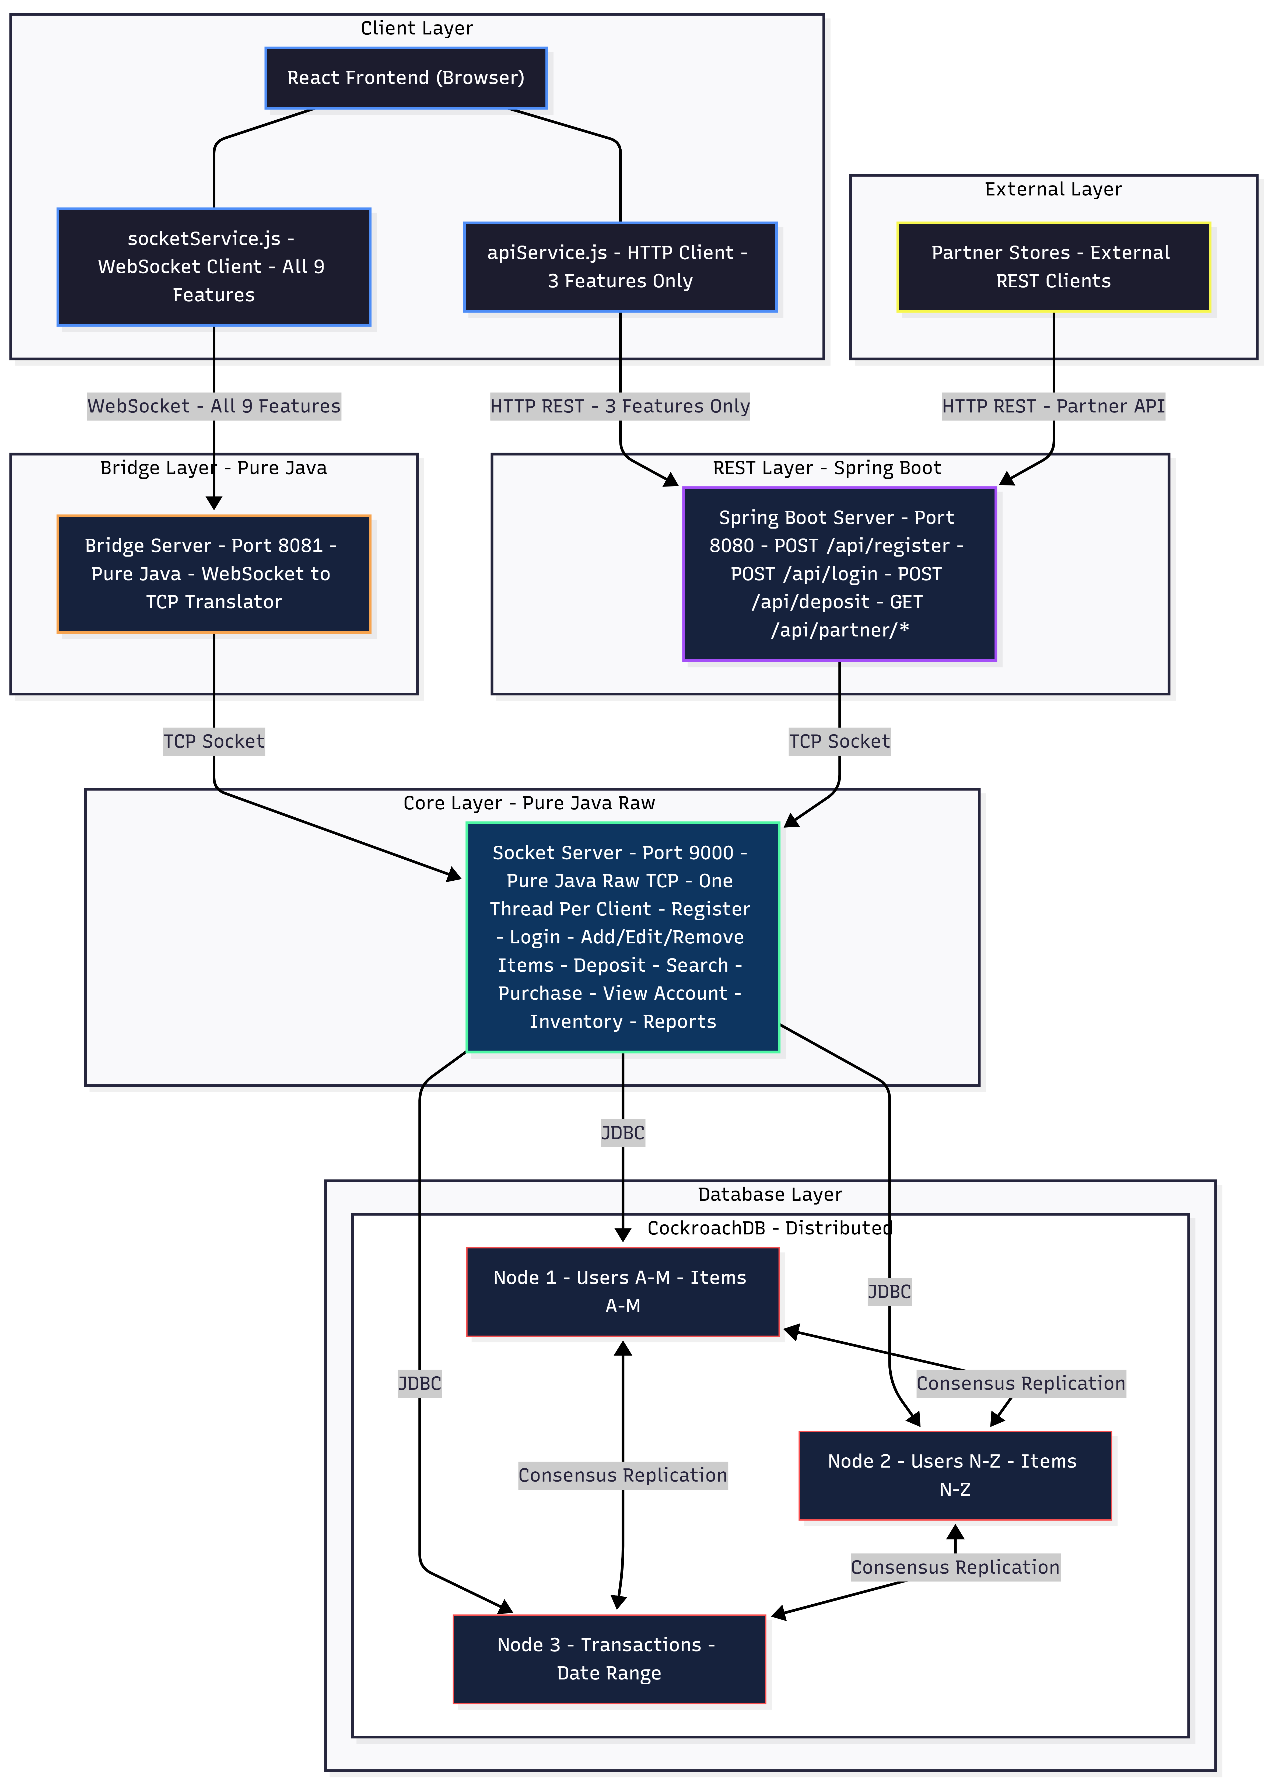 Client Layer
React Frontend (Browser)
socketService.js -
WebSocket Client - All 9
Features
apiService.js - HTTP Client -
3 Features Only
External Layer
Partner Stores - External
REST Clients
WebSocket - All 9 Features
HTTP REST - 3 Features Only
HTTP REST - Partner API
Bridge Layer - Pure Java
Bridge Server - Port 8081 -
Pure Java - WebSocket to
TCP Translator
REST Layer - Spring Boot
Spring Boot Server - Port
8080 - POST /api/register -
POST /api/login - POST
/api/deposit - GET
/api/partner/*
TCP Socket
TCP Socket
Core Layer - Pure Java Raw
Socket Server - Port 9000 -
Pure Java Raw TCP - One
Thread Per Client - Register
- Login - Add/Edit/Remove
Items - Deposit - Search -
Purchase - View Account -
Inventory - Reports
JDBC
Database Layer
CockroachDB - Distributed
Node 1 - Users A-M - Items
A-M
JDBC
JDBC
Consensus Replication
Node 2 - Users N-Z - Items
N-Z
Consensus Replication
Consensus Replication
Node 3 - Transactions -
Date Range